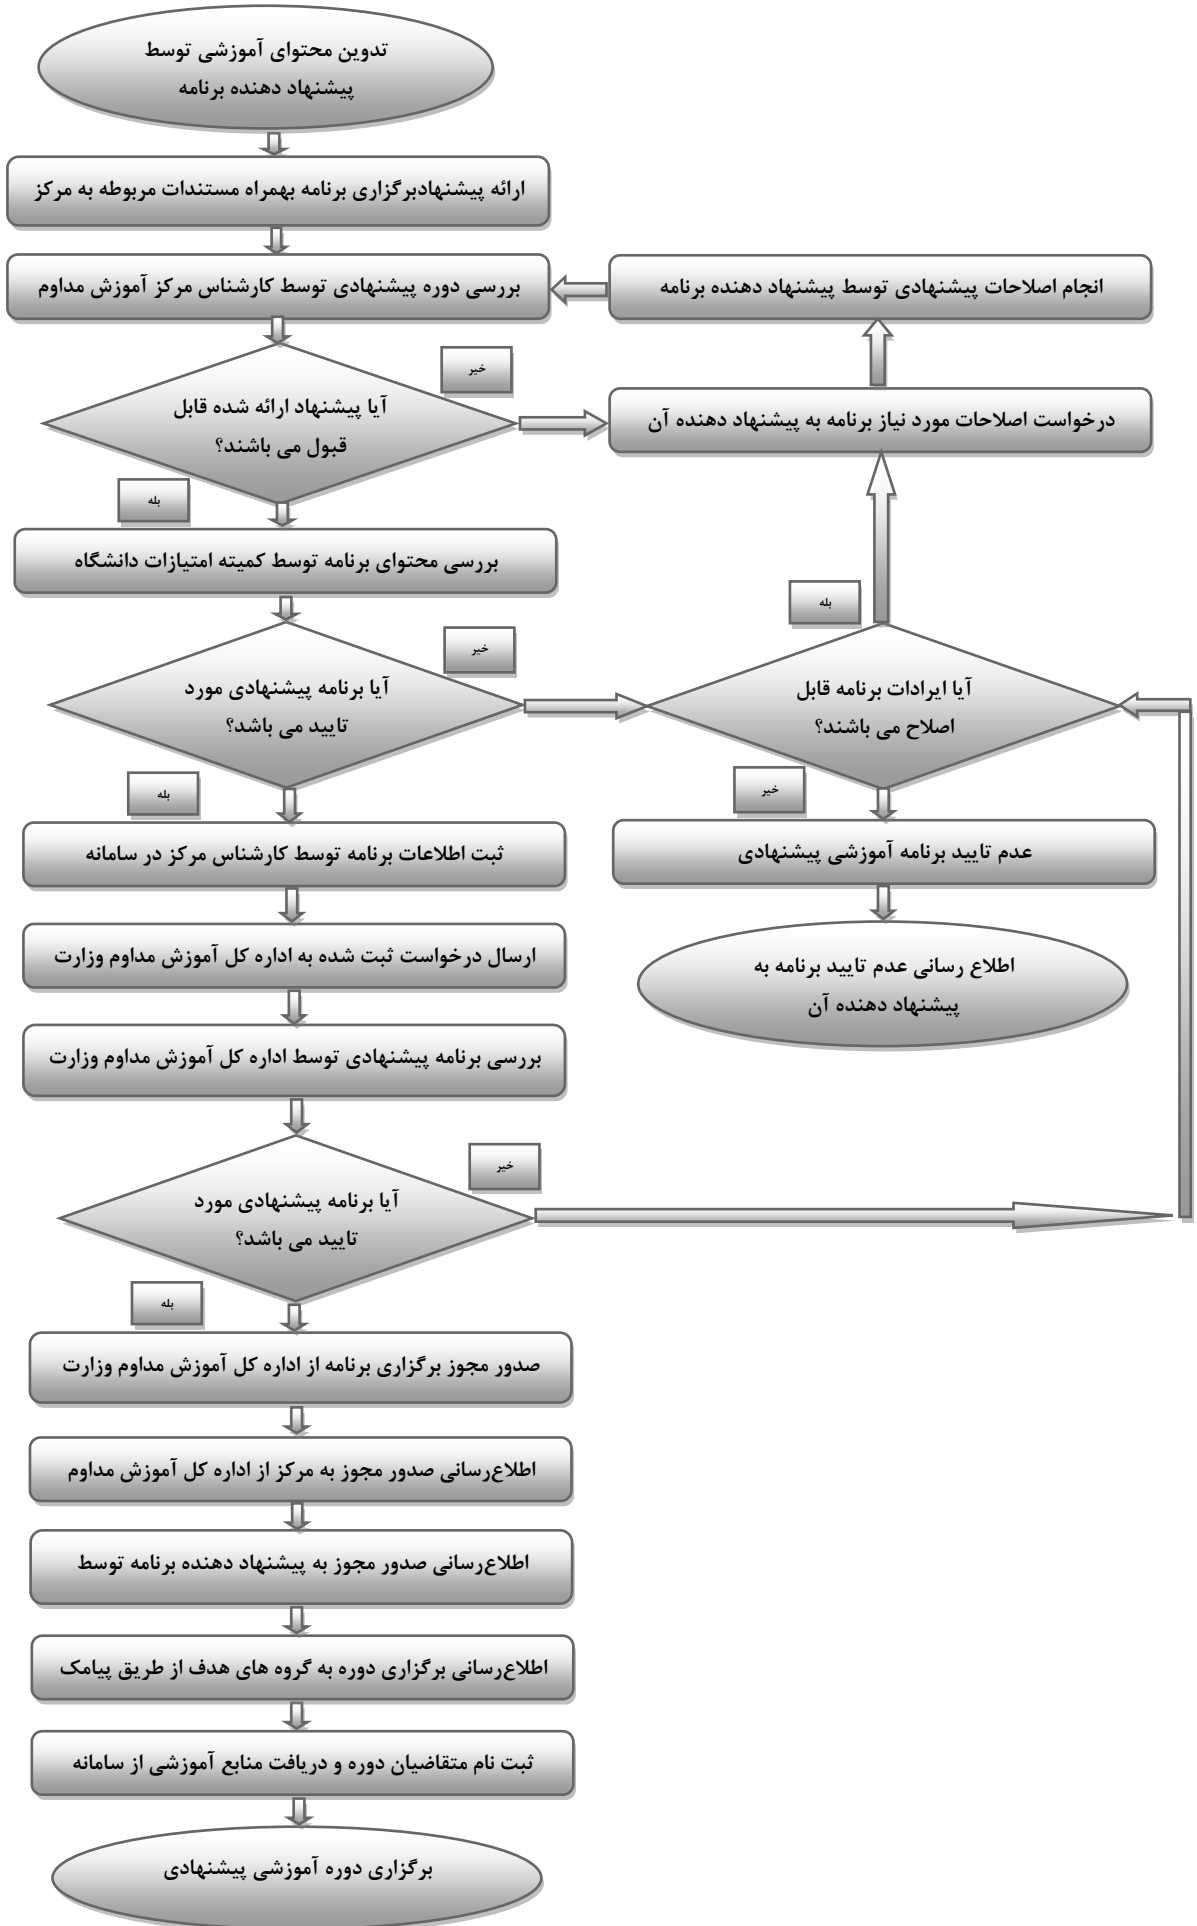 تدوین محتوای آموزشی توسط
پیشنهاد دهنده برنامه
ارائه پیشنهادبرگزاری برنامه بهمراه مستندات مربوطه به مرکز
بررسی دوره پیشنهادی توسط کارشناس مرکز آموزش مداوم
انجام اصلاحات پیشنهادی توسط پیشنهاد دهنده برنامه
خیر
آیا پیشنهاد ارائه شده قابل
قبول می باشند؟
درخواست اصلاحات مورد نیاز برنامه به پیشنهاد دهنده آن
بله
بررسی محتوای برنامه توسط کمیته امتیازات دانشگاه
بله
خیر
آیا برنامه پیشنهادی مورد
تایید می باشد؟
آیا ایرادات برنامه قابل
اصلاح می باشند؟
بله
خیر
ثبت اطلاعات برنامه توسط کارشناس مرکز در سامانه
عدم تایید برنامه آموزشی پیشنهادی
ارسال درخواست ثبت شده به اداره کل آموزش مداوم وزارت
اطلاع رسانی عدم تایید برنامه به
پیشنهاد دهنده آن
بررسی برنامه پیشنهادی توسط اداره کل آموزش مداوم وزارت
خیر
آیا برنامه پیشنهادی مورد
تایید می باشد؟
بله
صدور مجوز برگزاری برنامه از اداره کل آموزش مداوم وزارت
اطلاع‌رسانی صدور مجوز به مرکز از اداره کل آموزش مداوم
اطلاع‌رسانی صدور مجوز به پیشنهاد دهنده برنامه توسط
اطلاع‌رسانی برگزاری دوره به گروه های هدف از طریق پیامک
ثبت نام متقاضیان دوره و دریافت منابع آموزشی از سامانه
برگزاری دوره آموزشی پیشنهادی